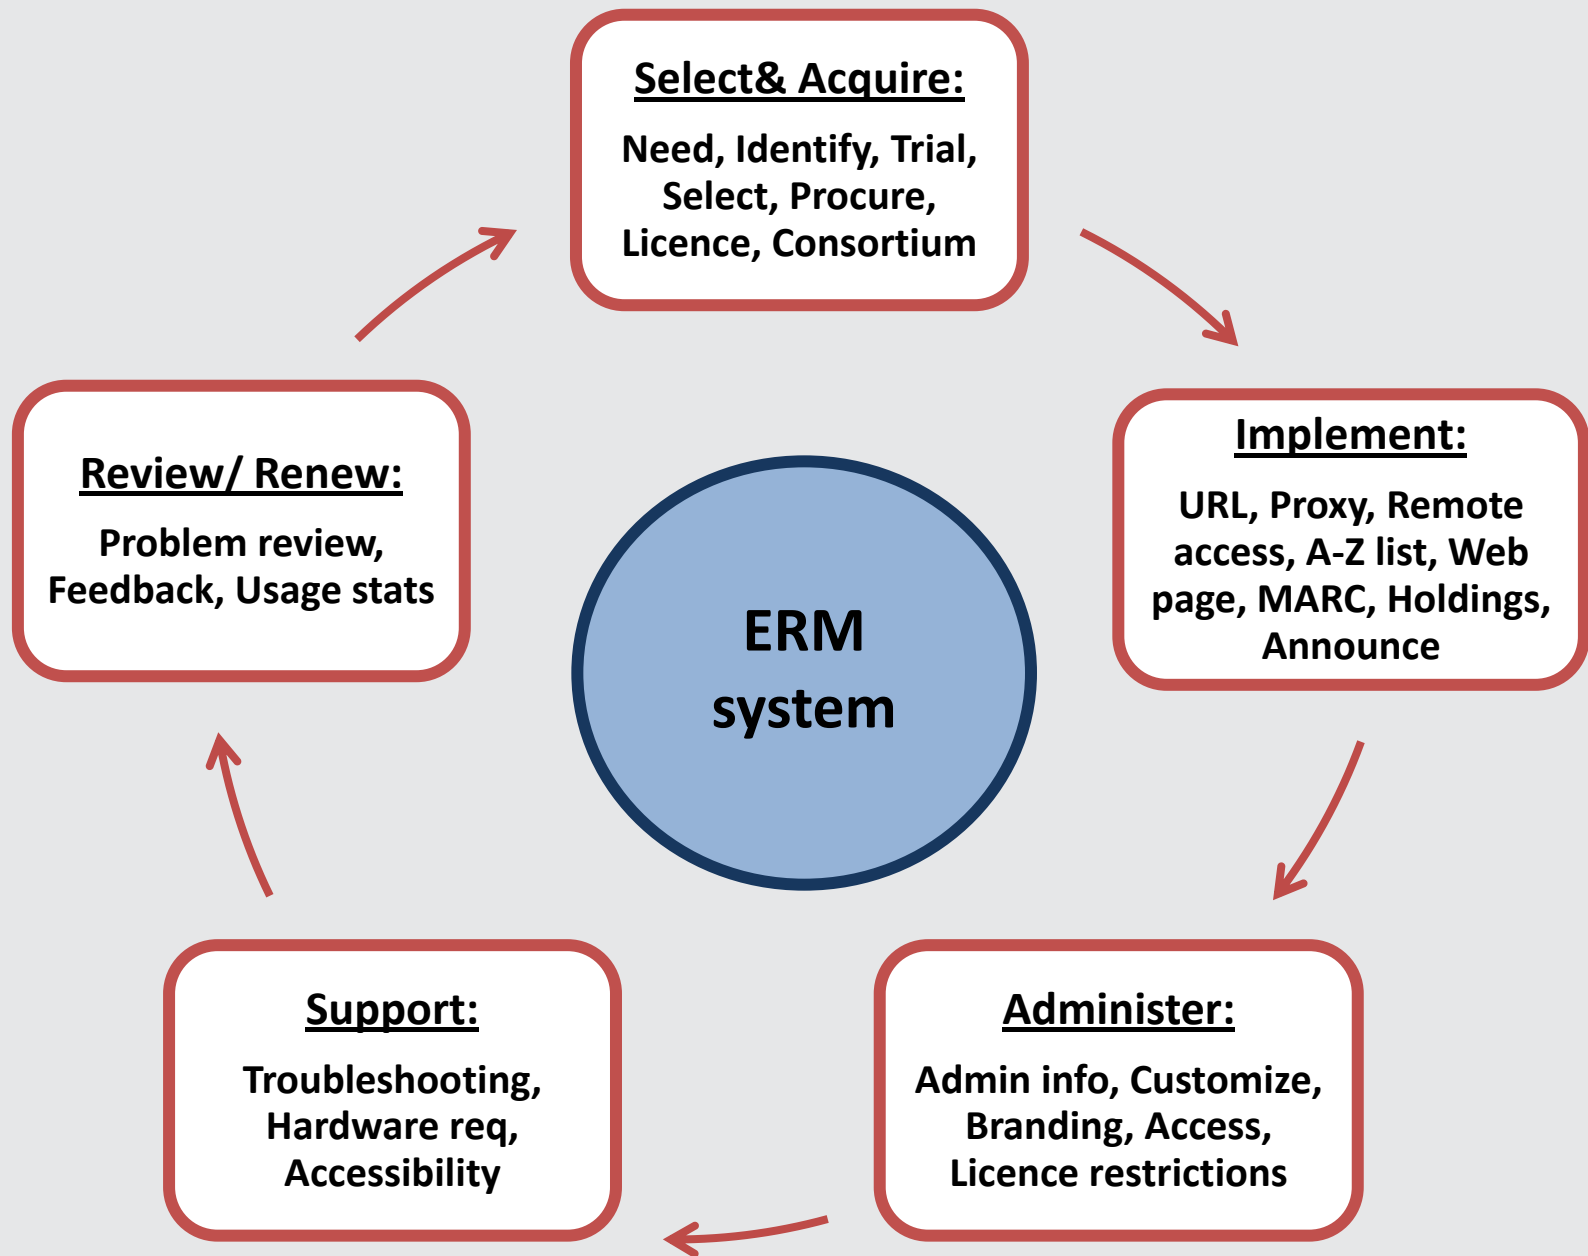 Select& Acquire:
Need, Identify, Trial,
Select, Procure,
Licence, Consortium
Implement:
URL, Proxy, Remote
access, A-Z list, Web
page, MARC, Holdings,
Announce
Administer:
Admin info, Customize,
Branding, Access,
Licence restrictions
Support:
Troubleshooting,
Hardware req,
Accessibility
Review/ Renew:
Problem review,
Feedback, Usage stats
ERM
system